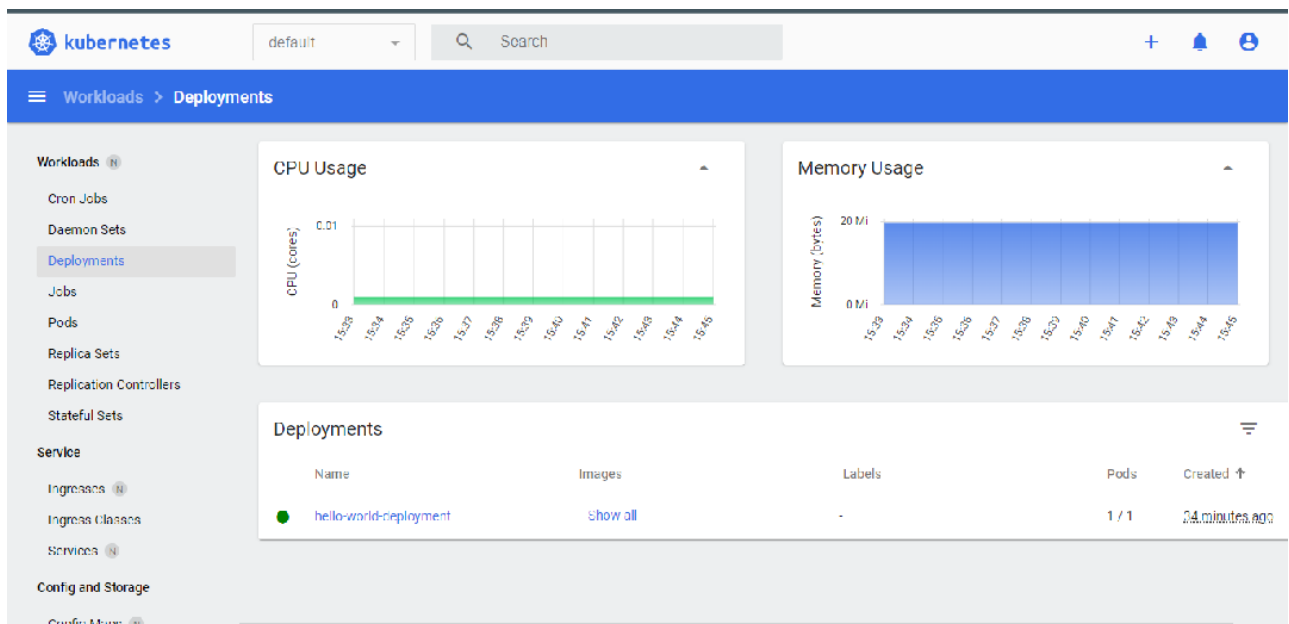 kubernetes
default
Search
Workloads > Deployments
Workloads N
Cron Jobs
Daemon Sets
Deployments
Jobs
Pods
Replica Sets
Replication Controllers
Stateful Sets
Service
Ingresses N
Ingress Classes
Services N
Config and Storage
Config Maps N
CPU Usage
CPU (cores)
0.01
0
15:33 15:34 15:35 15:36 15:37 15:38 15:39 15:40 15:41 15:42 15:43 15:44 15:45
Memory Usage
Memory (bytes)
20 Mi
0 Mi
15:33 15:34 15:35 15:36 15:37 15:38 15:39 15:40 15:41 15:42 15:43 15:44 15:45
Deployments
Name Images Labels Pods Created
hello-world-deployment Show all - 1 / 1 minutes ago